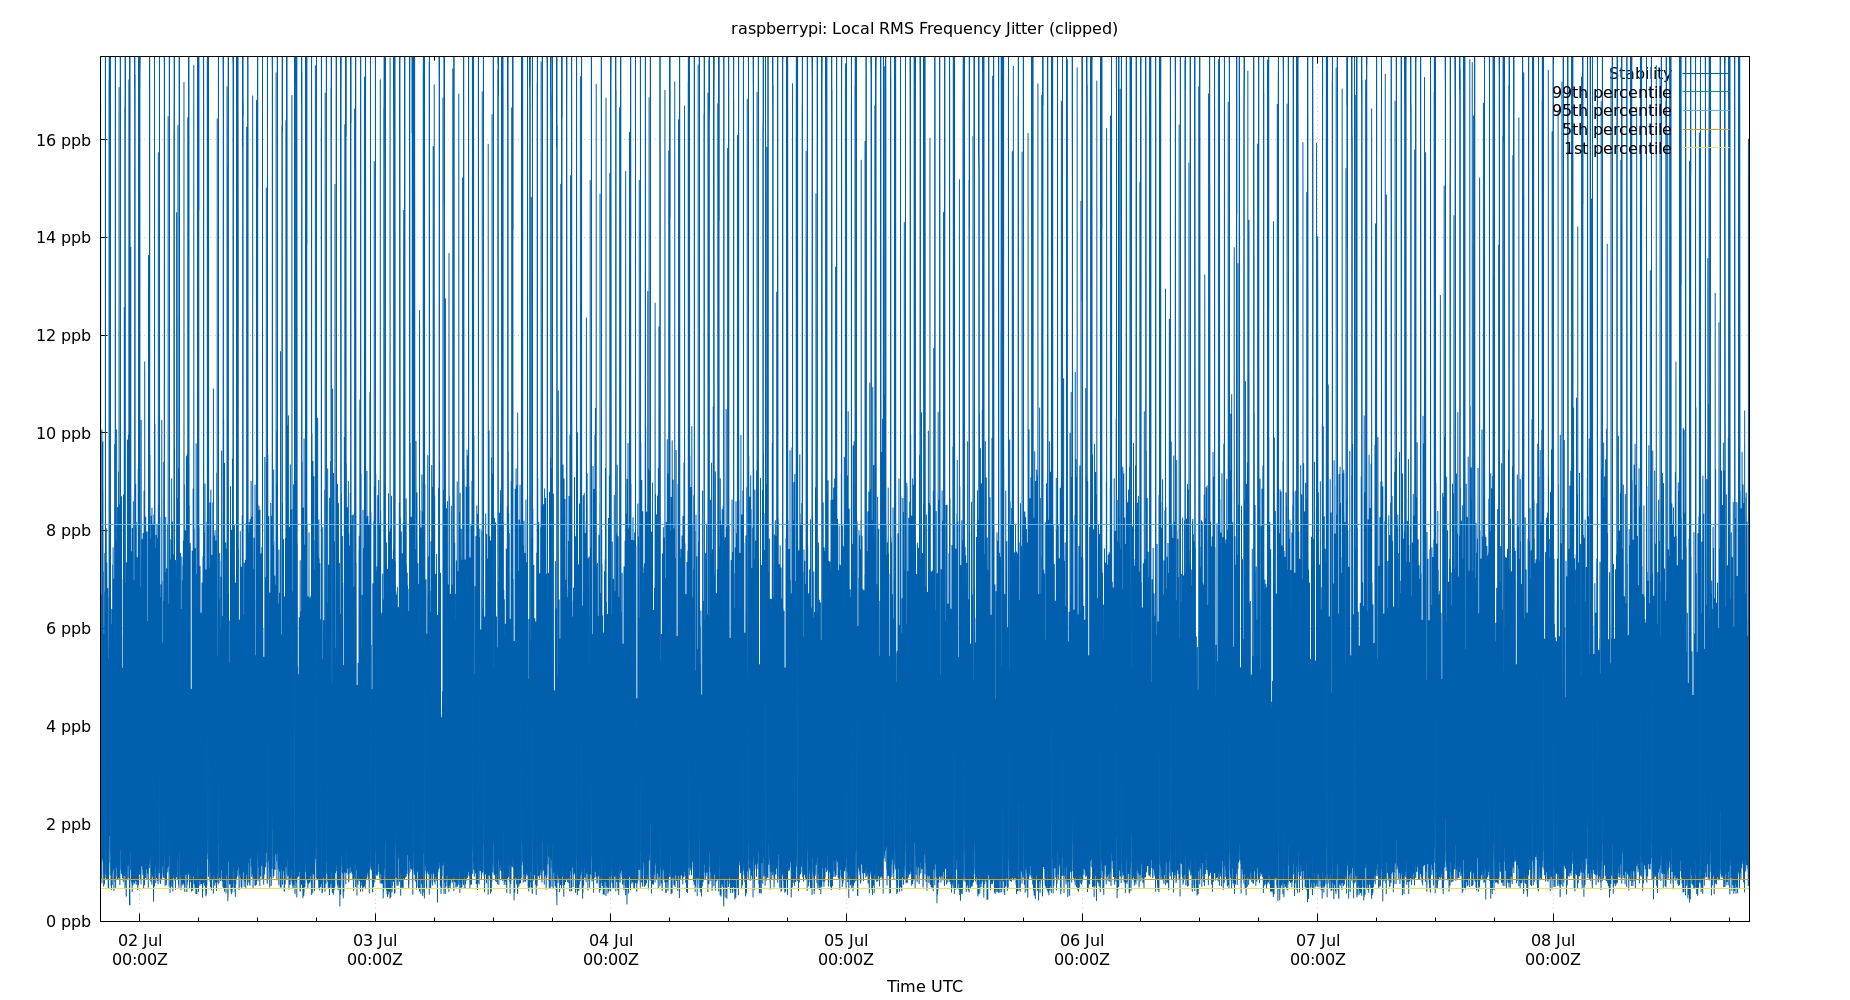 raspberrypi: Local RMS Frequency Jitter (clipped)
Stability
99th percentile
95th percentile
5th percentile
1st percentile
16 ppb
14 ppb
12 ppb
10 ppb
8 ppb
6 ppb
4 ppb
2 ppb
0 ppb
02 Jul 03 Jul 04 Jul 05 Jul 06 Jul 07 Jul 08 Jul
00:00Z 00:00Z 00:00Z 00:00Z 00:00Z 00:00Z 00:00Z
Time UTC